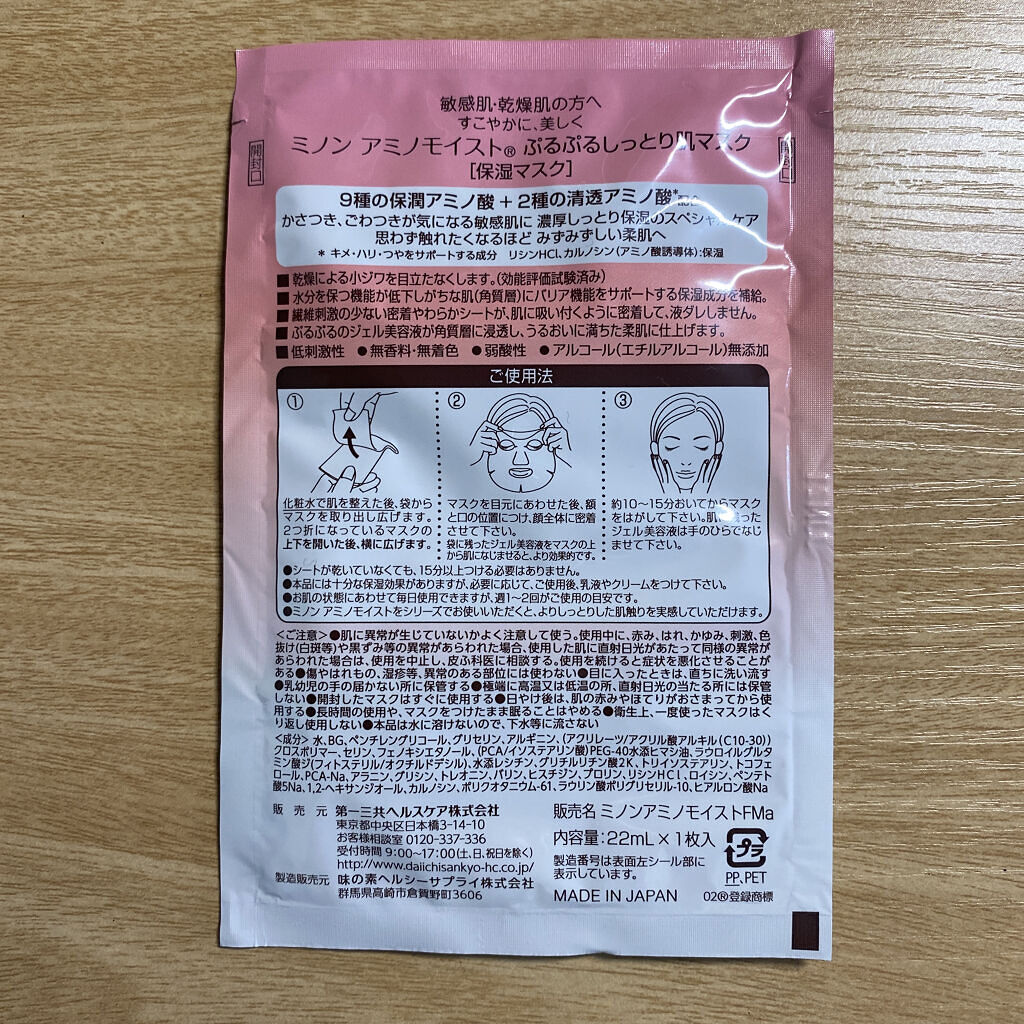 敏感肌・乾燥肌の方へ
すこやかに、美しく
ミノン アミノモイスト® ぷるぷるしっとり肌マスク
[保湿マスク]
開封口
開封口
9種の保潤アミノ酸＋2種の清透アミノ酸*配合
かさつき、ごわつきが気になる敏感肌に 濃厚しっとり保湿のスペシャルケア
思わず触れたくなるほど みずみずしい柔肌へ
* キメ・ハリ・つやをサポートする成分 リシンHCl、カルノシン（アミノ酸誘導体）：保湿
■ 乾燥による小ジワを目立たなくします。（効能評価試験済み）
■ 水分を保つ機能が低下しがちな肌（角質層）にバリア機能をサポートする保湿成分を補給。
■ 繊維刺激の少ない密着やわらかシートが、肌に吸い付くように密着して、液ダレしません。
■ ぷるぷるのジェル美容液が角質層に浸透し、うるおいに満ちた柔肌に仕上げます。
■ 低刺激性 ●無香料・無着色 ●弱酸性 ●アルコール（エチルアルコール）無添加
ご使用法
①
化粧水で肌を整えた後、袋から
マスクを取り出し広げます。
2つ折になっているマスクの
上下を開いた後、横に広げます。
②
マスクを目元にあわせた後、額
と口の位置につけ、顔全体に密着
させて下さい。
袋に残ったジェル美容液をマスクの上
から肌になじませると、より効果的です。
③
約10～15分おいてからマスク
をはがして下さい。肌に残った
ジェル美容液は手のひらでなじ
ませて下さい。
●シートが乾いていなくても、15分以上つける必要はありません。
●本品には十分な保湿効果がありますが、必要に応じて、ご使用後、乳液やクリームをつけて下さい。
●お肌の状態にあわせて毎日使用できますが、週1～2回がご使用の目安です。
●ミノン アミノモイストをシリーズでお使いいただくと、よりしっとりした肌触りを実感していただけます。
＜ご注意＞●肌に異常が生じていないかよく注意して使う。使用中に、赤み、はれ、かゆみ、刺激、色
抜け（白斑等）や黒ずみ等の異常があらわれた場合、使用した肌に直射日光があたって同様の異常が
あらわれた場合は、使用を中止し、皮ふ科医に相談する。使用を続けると症状を悪化させることが
ある●傷やはれもの、湿疹等、異常のある部位には使わない●目に入ったときは、直ちに洗い流す
●乳幼児の手の届かない所に保管する●極端に高温又は低温の所、直射日光の当たる所には保管
しない●開封したマスクはすぐに使用する●日やけ後は、肌の赤みやほてりがおさまってから使
用する●長時間の使用や、マスクをつけたまま眠ることはやめる●衛生上、一度使ったマスクはく
り返し使用しない●本品は水に溶けないので、下水等に流さない
＜成分＞水、BG、ペンチレングリコール、グリセリン、アルギニン、（アクリレーツ/アクリル酸アルキル（C10-30））
クロスポリマー、セリン、フェノキシエタノール、（PCA/イソステアリン酸）PEG-40水添ヒマシ油、ラウロイルグルタ
ミン酸ジ（フィトステリル/オクチルドデシル）、水添レシチン、グリチルリチン酸2K、トリイソステアリン、トコフェ
ロール、PCA-Na、アラニン、グリシン、トレオニン、バリン、ヒスチジン、プロリン、リシンHCl、ロイシン、ペンテト
酸5Na、1,2-ヘキサンジオール、カルノシン、ポリクオタニウム-61、ラウリン酸ポリグリセリル-10、ヒアルロン酸Na
販売元 第一三共ヘルスケア株式会社
東京都中央区日本橋3-14-10
お客様相談室 0120-337-336
受付時間 9:00～17:00（土、日、祝日を除く）
http://www.daiichisankyo-hc.co.jp/
製造販売元 味の素ヘルシーサプライ株式会社
群馬県高崎市倉賀野町3606
販売名 ミノンアミノモイストFMa
内容量：22mL×1枚入
製造番号は表面左シール部に
表示しています。
プラ
PP、PET
MADE IN JAPAN
02®登録商標